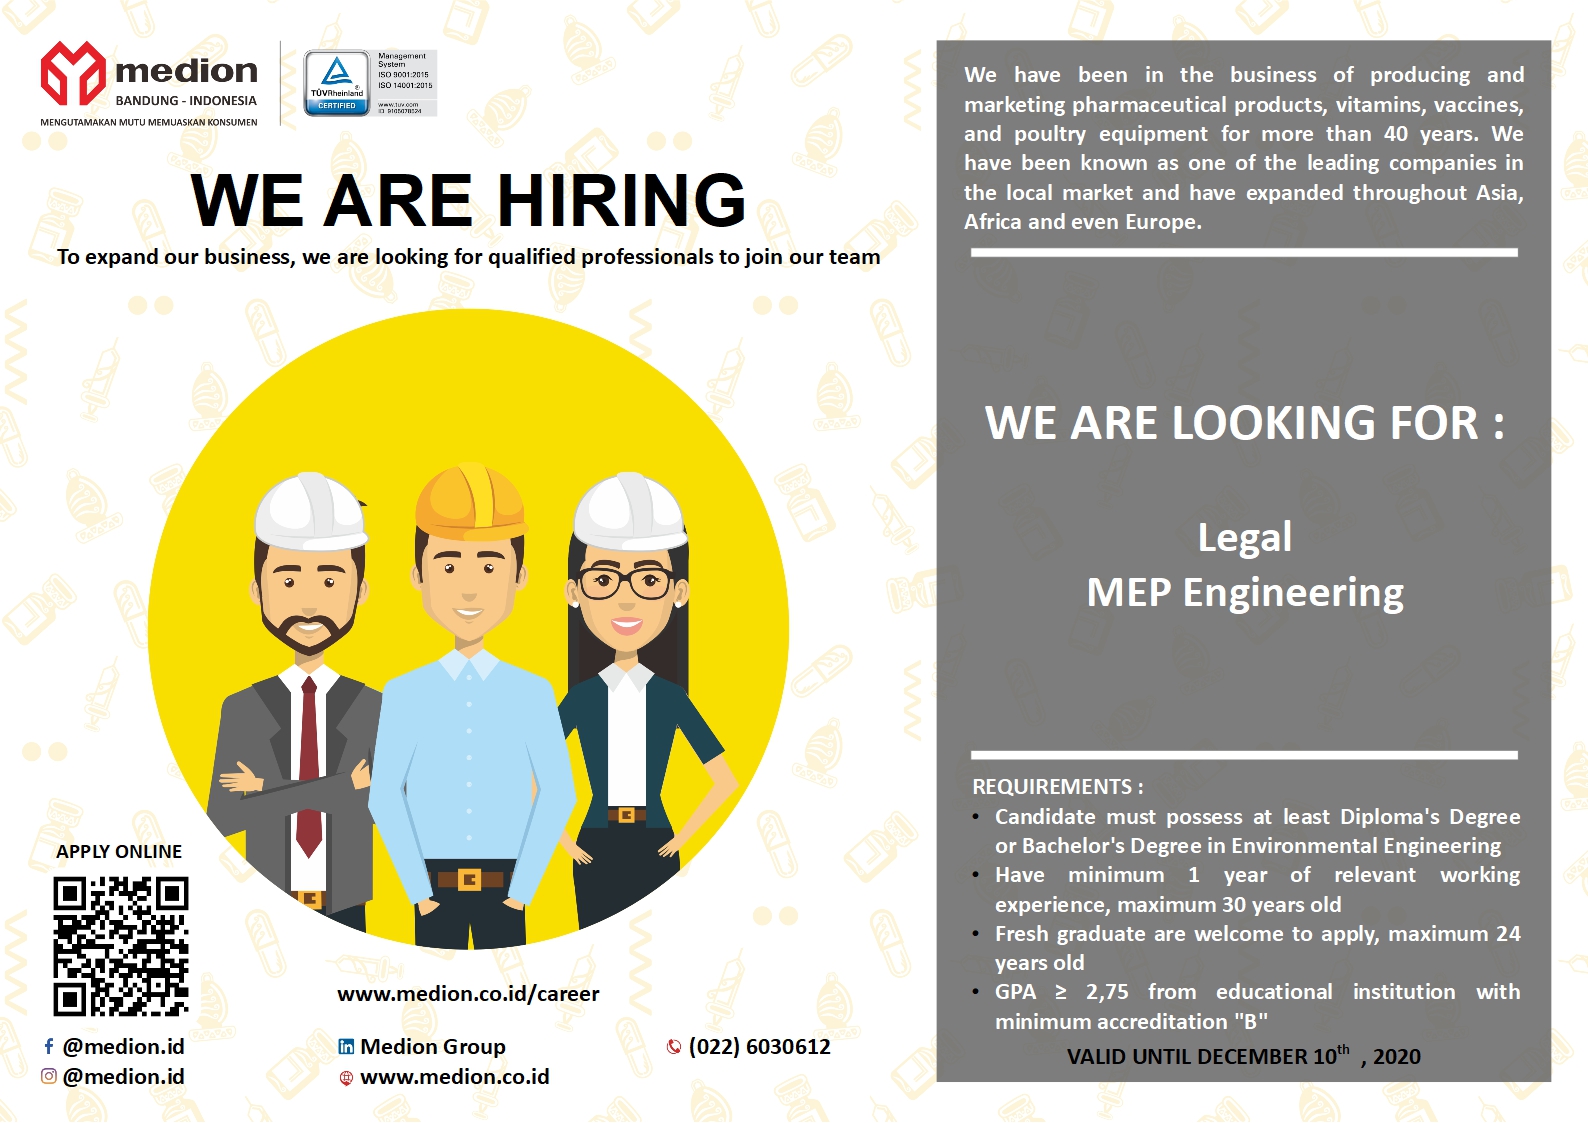 medion
BANDUNG - INDONESIA
MENGUTAMAKAN MUTU MEMUASKAN KONSUMEN
TÜVRheinland
®
CERTIFIED
Management
System
ISO 9001:2015
ISO 14001:2015
www.tuv.com
ID 9105078524
WE ARE HIRING
To expand our business, we are looking for qualified professionals to join our team
APPLY ONLINE
www.medion.co.id/career
@medion.id
@medion.id
Medion Group
www.medion.co.id
(022) 6030612
We have been in the business of producing and
marketing pharmaceutical products, vitamins, vaccines,
and poultry equipment for more than 40 years. We
have been known as one of the leading companies in
the local market and have expanded throughout Asia,
Africa and even Europe.
WE ARE LOOKING FOR :
Legal
MEP Engineering
REQUIREMENTS :
• Candidate must possess at least Diploma's Degree
or Bachelor's Degree in Environmental Engineering
• Have minimum 1 year of relevant working
experience, maximum 30 years old
• Fresh graduate are welcome to apply, maximum 24
years old
• GPA ≥ 2,75 from educational institution with
minimum accreditation "B"
VALID UNTIL DECEMBER 10th , 2020